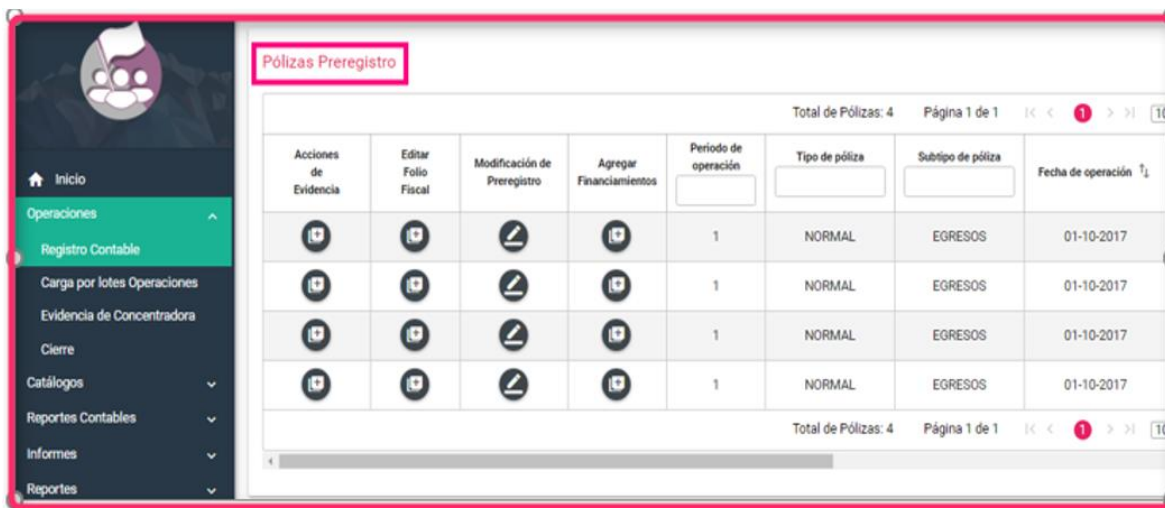 Pólizas Preregistro
Total de Pólizas: 4 Página 1 de 1 |< < 1 > >| 10
Acciones de Evidencia
Editar Folio Fiscal
Modificación de Preregistro
Agregar Financiamientos
Periodo de operación
Tipo de póliza
Subtipo de póliza
Fecha de operación
1 NORMAL EGRESOS 01-10-2017
1 NORMAL EGRESOS 01-10-2017
1 NORMAL EGRESOS 01-10-2017
1 NORMAL EGRESOS 01-10-2017
Total de Pólizas: 4 Página 1 de 1 |< < 1 > >| 10
Inicio
Operaciones
Registro Contable
Carga por lotes Operaciones
Evidencia de Concentradora
Cierre
Catálogos
Reportes Contables
Informes
Reportes